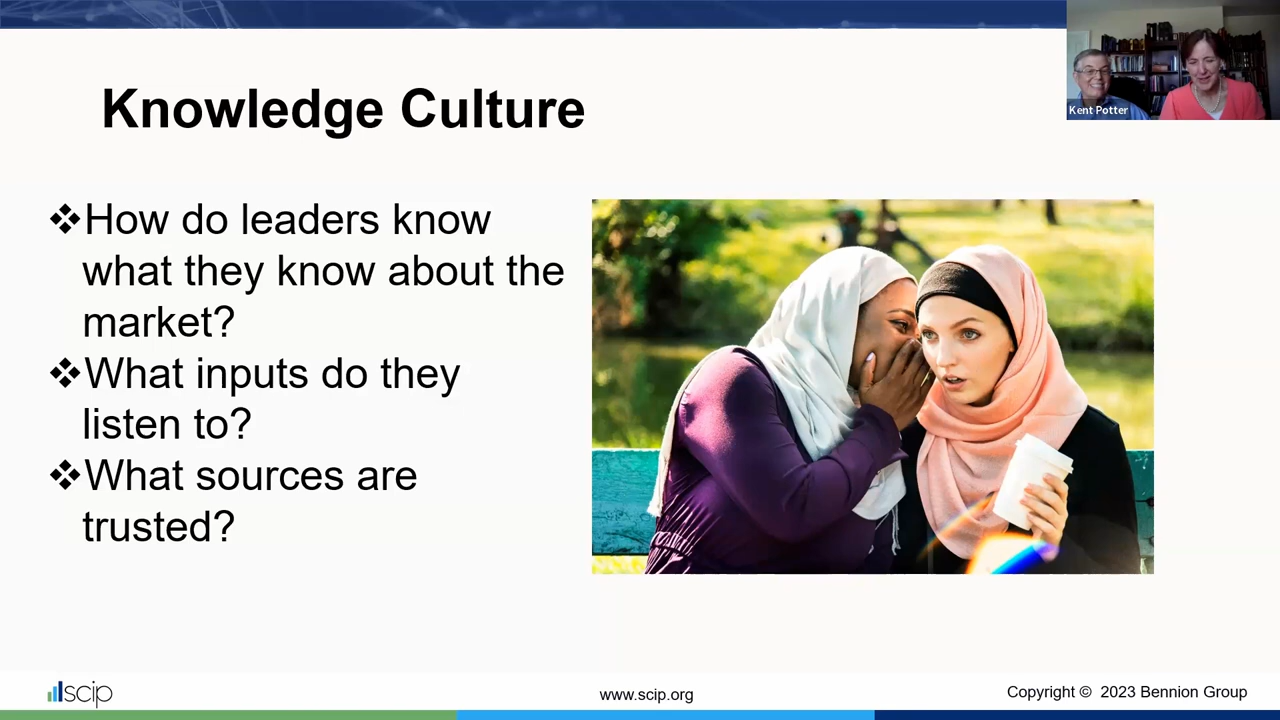 Kent Potter
Knowledge Culture
❖How do leaders know
what they know about the
market?
❖What inputs do they
listen to?
❖What sources are
trusted?
scip
www.scip.org
Copyright © 2023 Bennion Group